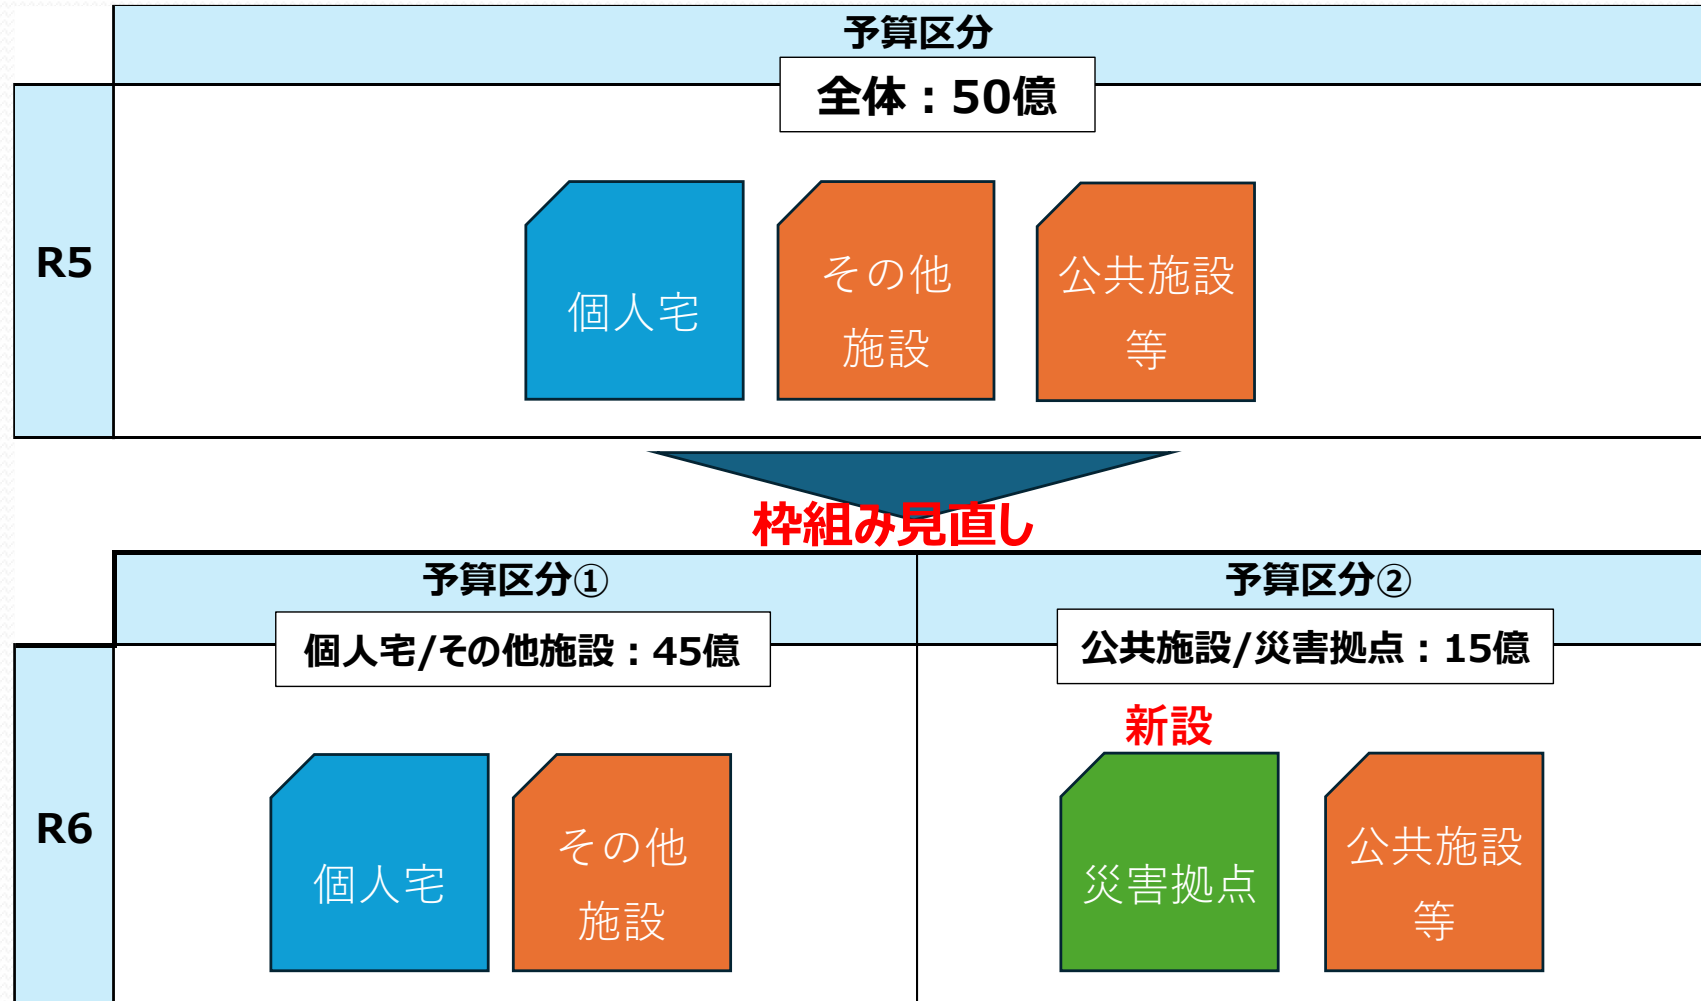 予算区分
全体：50億
R5
個人宅
その他
施設
公共施設
等
枠組み見直し
予算区分①
予算区分②
個人宅/その他施設：45億
公共施設/災害拠点：15億
新設
R6
個人宅
その他
施設
災害拠点
公共施設
等